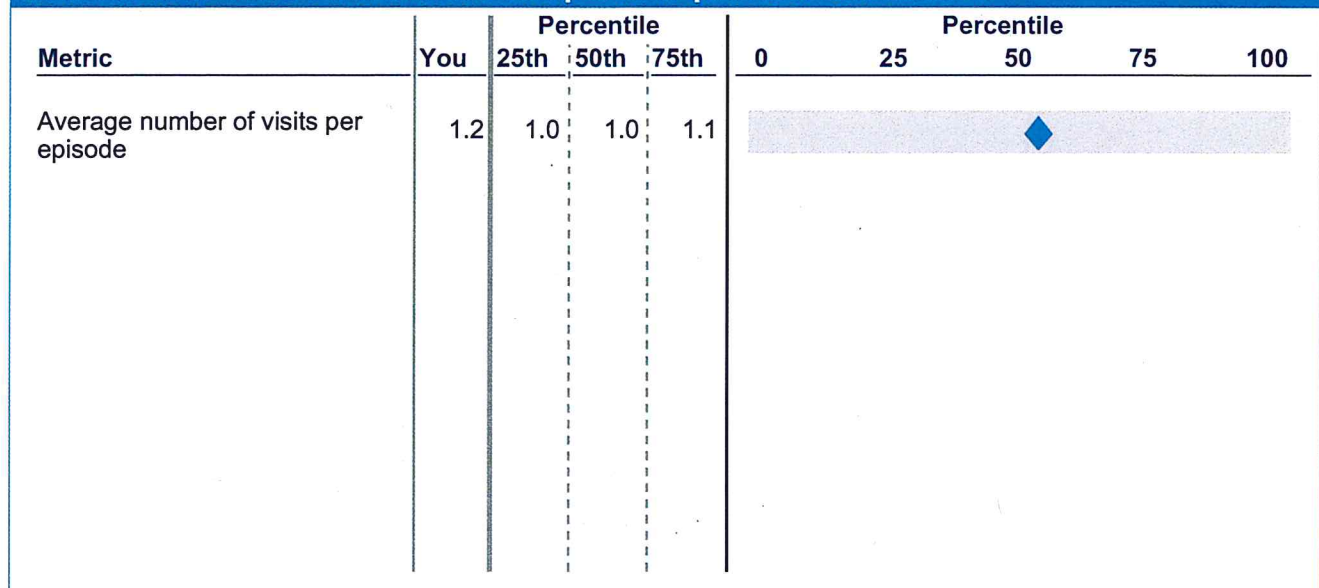 Percentile Percentile
Metric You 25th 50th 75th 0 25 50 75 100
Average number of visits per 1.2 1.0 1.0 1.1
episode